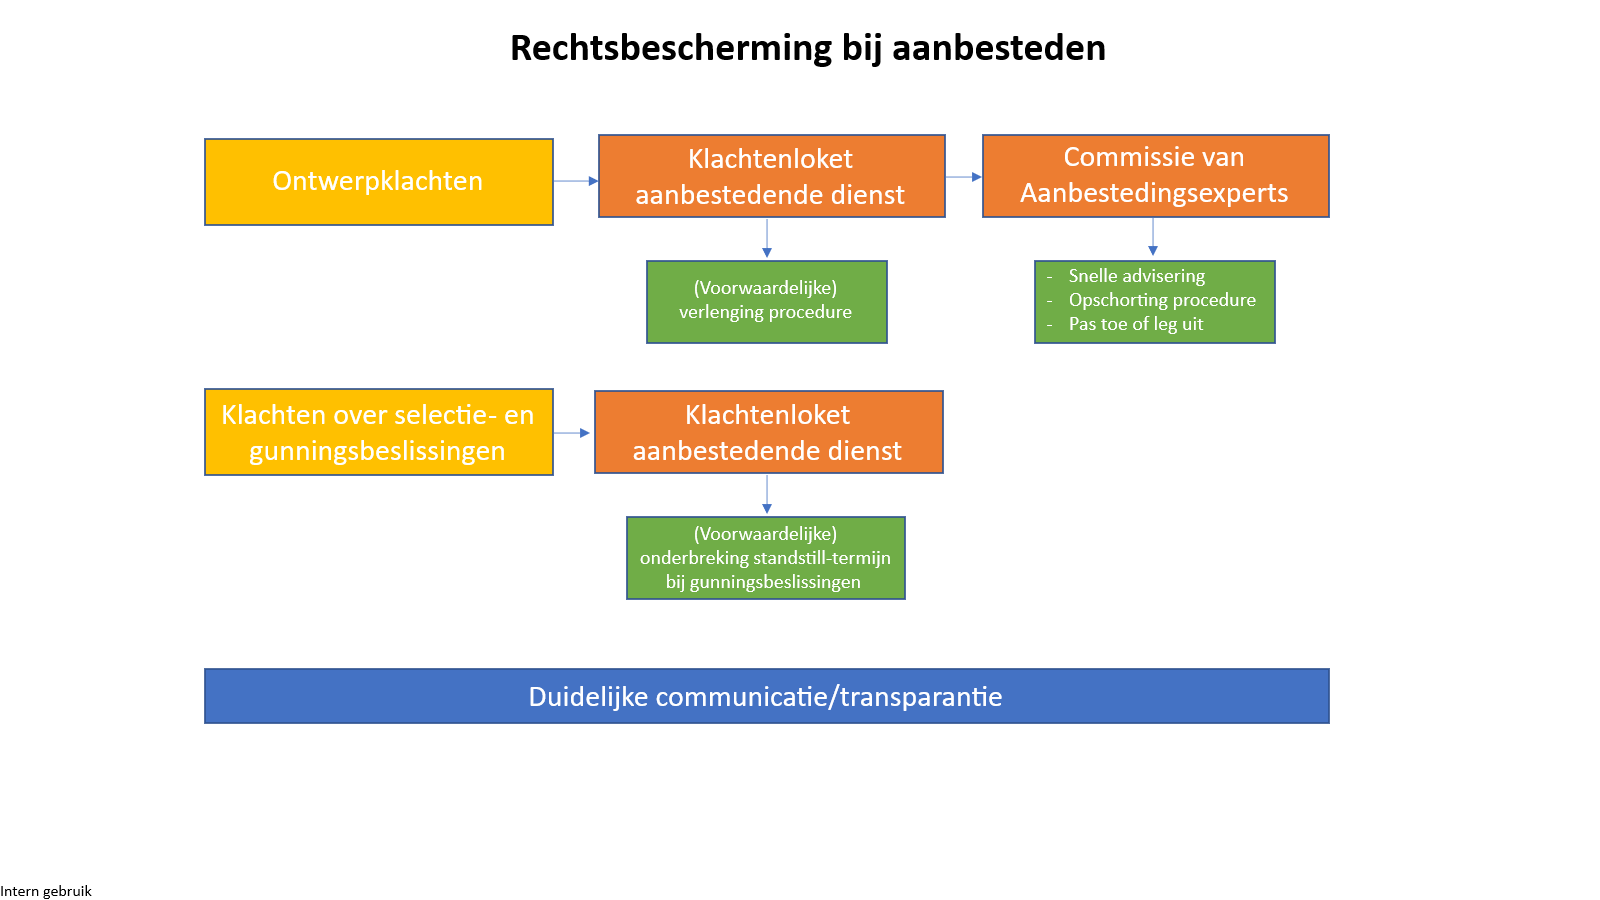 Rechtsbescherming bij aanbesteden
Ontwerpklachten
Klachtenloket
aanbestedende dienst
Commissie van
Aanbestedingsexperts
(Voorwaardelijke)
verlenging procedure
- Snelle advisering
- Opschorting procedure
- Pas toe of leg uit
Klachten over selectie- en
gunningsbeslissingen
Klachtenloket
aanbestedende dienst
(Voorwaardelijke)
onderbreking standstill-termijn
bij gunningsbeslissingen
Duidelijke communicatie/transparantie
Intern gebruik